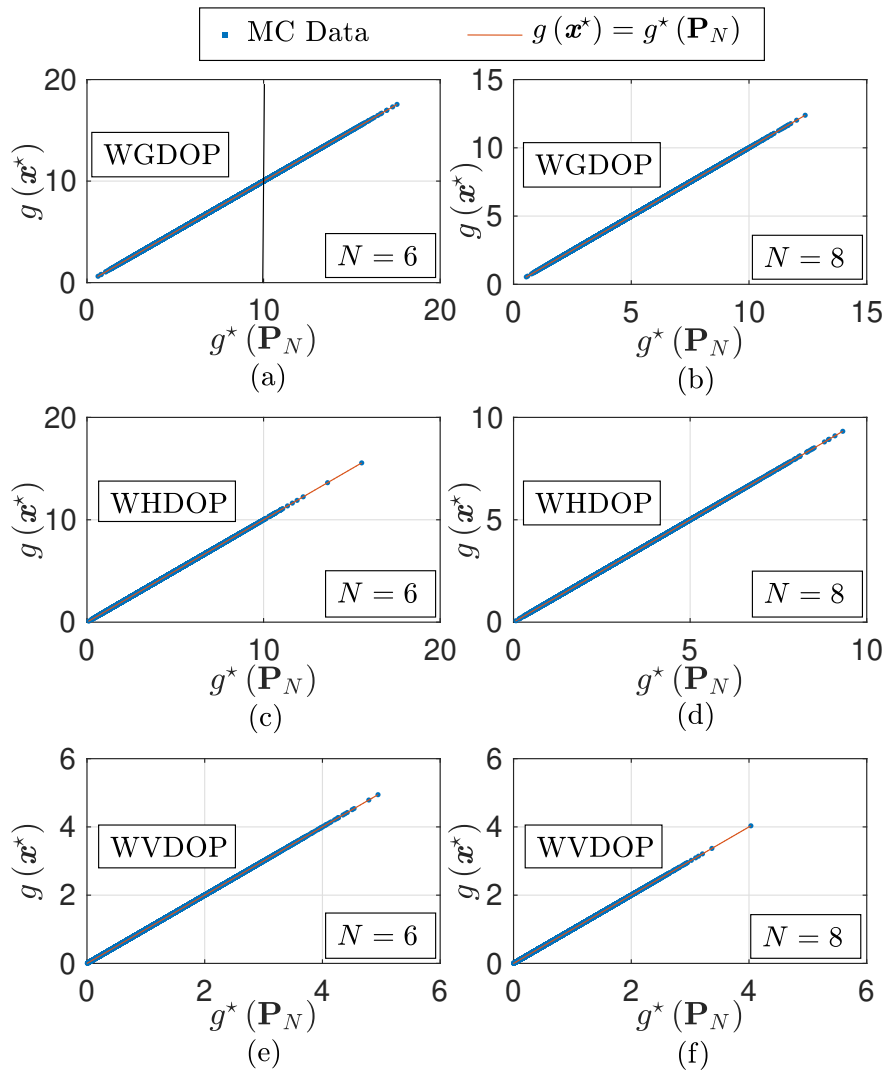 MC Data g (x⋆) = g⋆ (P_N)
20
10
0
g (x⋆)
WGDOP
N = 6
0 10 20
g⋆ (P_N)
(a)
15
10
5
0
g (x⋆)
WGDOP
N = 8
0 5 10 15
g⋆ (P_N)
(b)
20
10
0
g (x⋆)
WHDOP
N = 6
0 10 20
g⋆ (P_N)
(c)
10
5
0
g (x⋆)
WHDOP
N = 8
0 5 10
g⋆ (P_N)
(d)
6
4
2
0
g (x⋆)
WVDOP
N = 6
0 2 4 6
g⋆ (P_N)
(e)
6
4
2
0
g (x⋆)
WVDOP
N = 8
0 2 4 6
g⋆ (P_N)
(f)